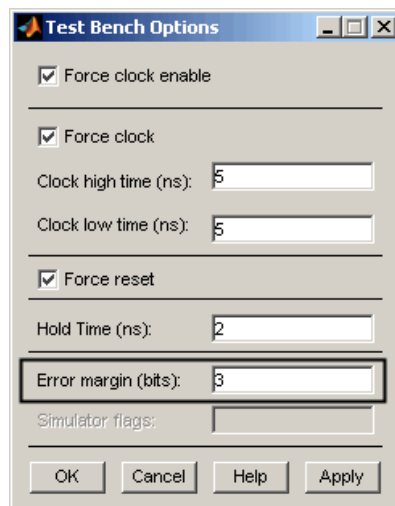 Test Bench Options
Force clock enable
Force clock
Clock high time (ns): 5
Clock low time (ns): 5
Force reset
Hold Time (ns): 2
Error margin (bits): 3
Simulator flags:
OK Cancel Help Apply